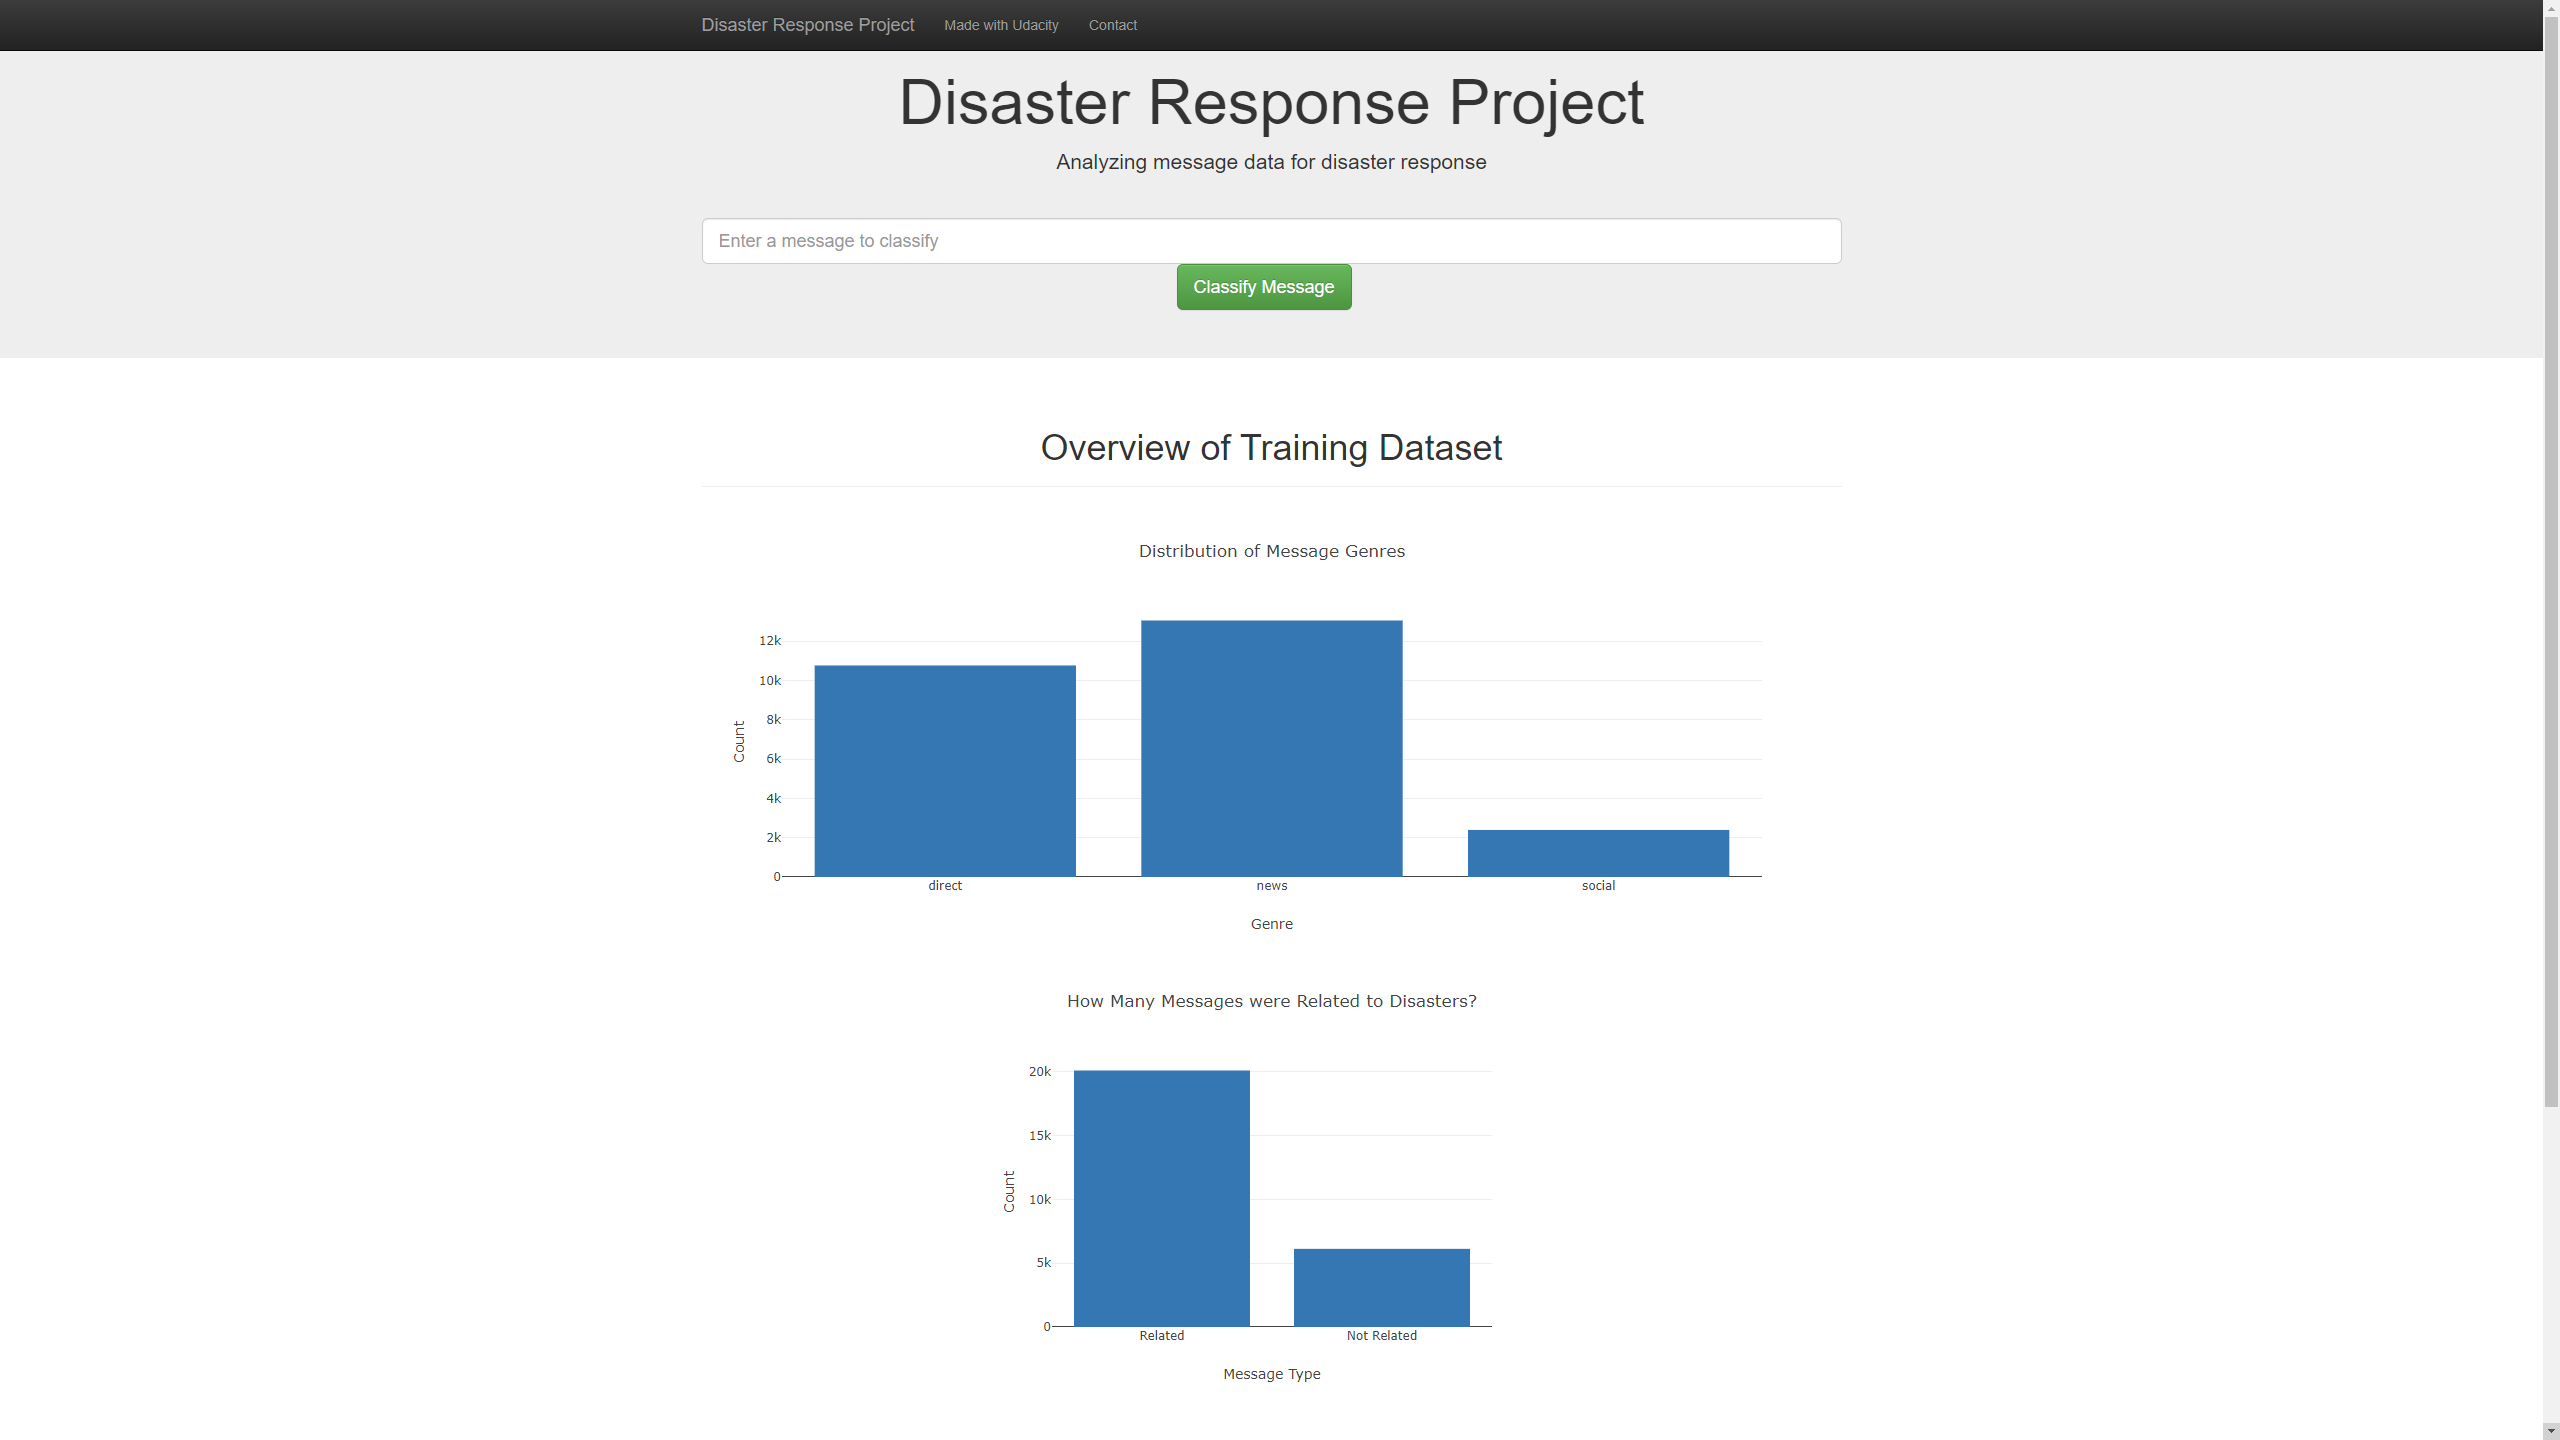 Disaster Response Project Made with Udacity Contact
Disaster Response Project
Analyzing message data for disaster response
Enter a message to classify
Classify Message
Overview of Training Dataset
Distribution of Message Genres
12k
10k
8k
6k
4k
2k
0
Count
direct news social
Genre
How Many Messages were Related to Disasters?
20k
15k
10k
5k
0
Count
Related Not Related
Message Type